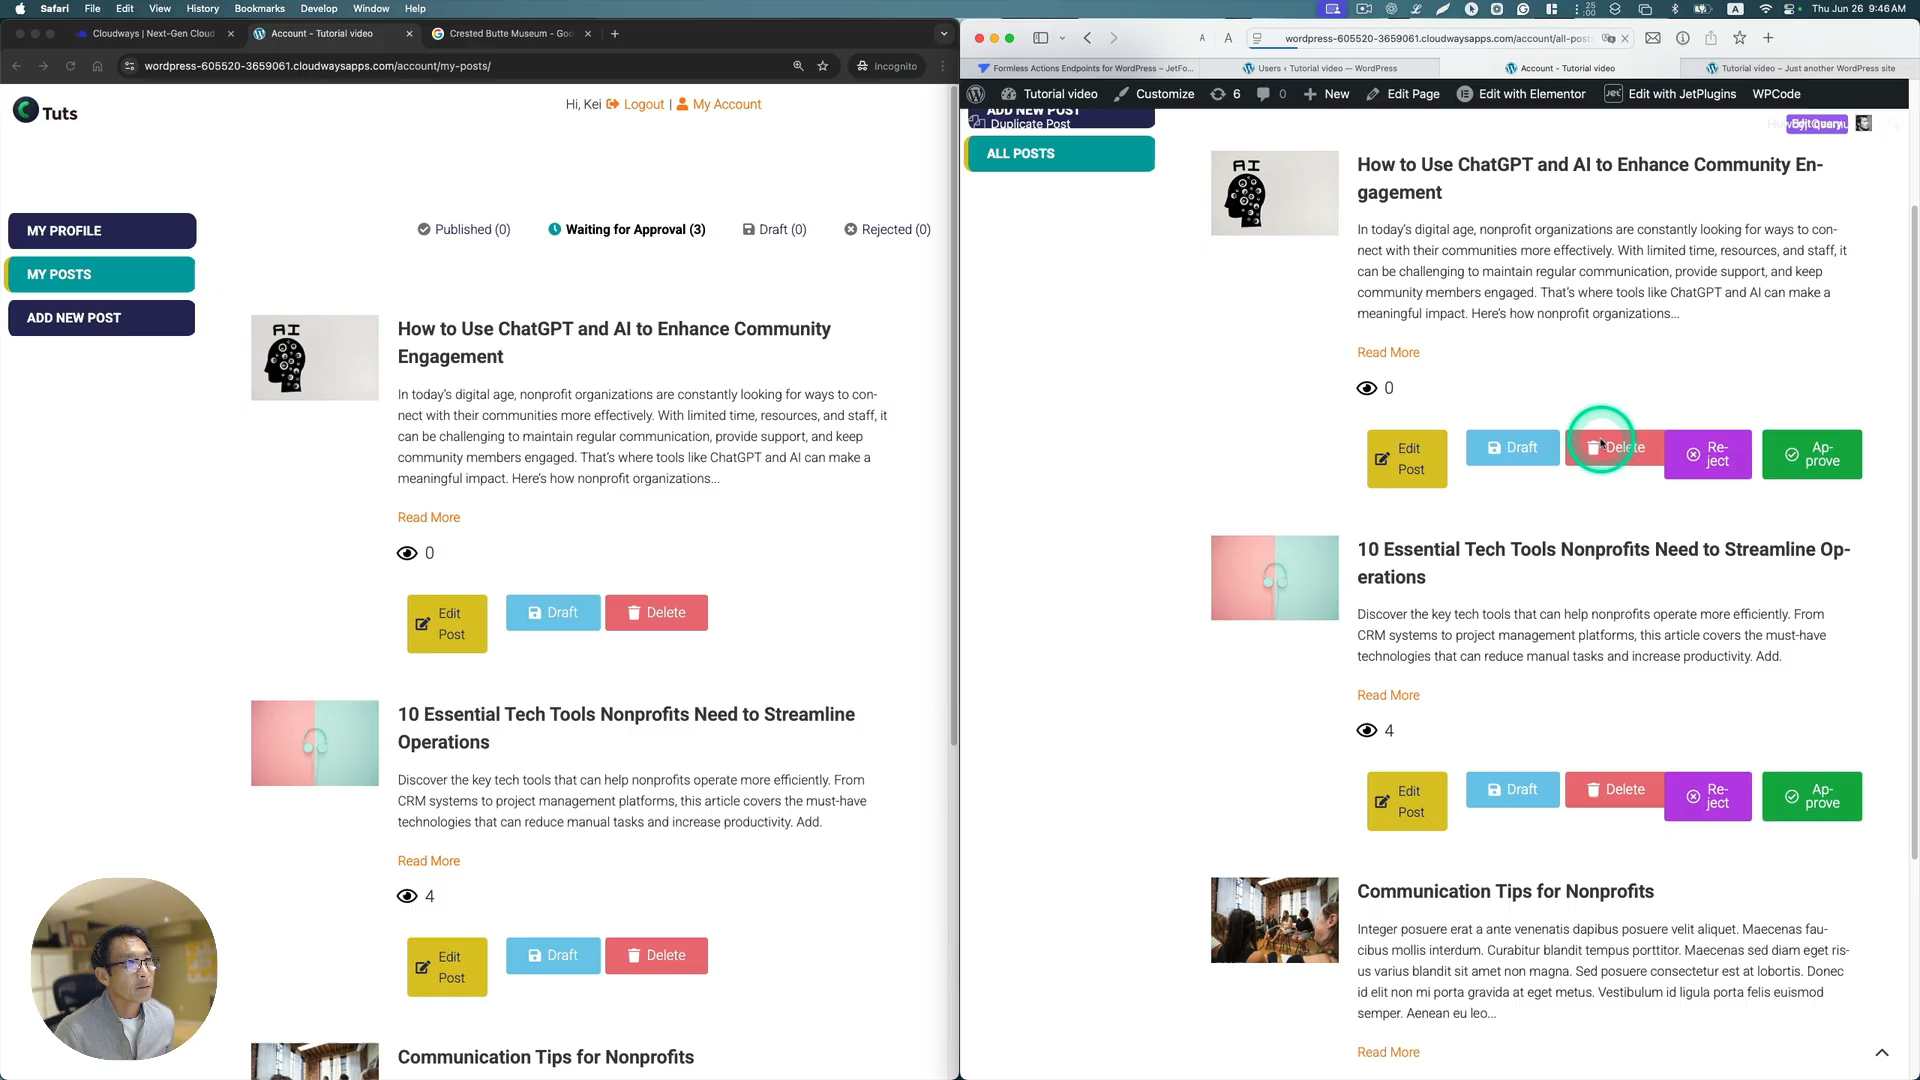 Safari File Edit View History Bookmarks Develop Window Help
25
:00
A
Thu Jun 26 9:46 AM
Cloudways | Next-Gen Cloud
Account - Tutorial video
Crested Butte Museum - Goo
wordpress-605520-3659061.cloudwaysapps.com/account/my-posts/
Incognito
Tuts
Hi, Kei Logout | My Account
MY PROFILE
MY POSTS
ADD NEW POST
Published (0)
Waiting for Approval (3)
Draft (0)
Rejected (0)
AI
How to Use ChatGPT and AI to Enhance Community
Engagement
In today's digital age, nonprofit organizations are constantly looking for ways to con-
nect with their communities more effectively. With limited time, resources, and staff, it
can be challenging to maintain regular communication, provide support, and keep
community members engaged. That's where tools like ChatGPT and AI can make a
meaningful impact. Here's how nonprofit organizations...
Read More
0
Edit
Post
Draft
Delete
10 Essential Tech Tools Nonprofits Need to Streamline
Operations
Discover the key tech tools that can help nonprofits operate more efficiently. From
CRM systems to project management platforms, this article covers the must-have
technologies that can reduce manual tasks and increase productivity. Add.
Read More
4
Edit
Post
Draft
Delete
Communication Tips for Nonprofits
A A
wordpress-605520-3659061.cloudwaysapps.com/account/all-post
Formless Actions Endpoints for WordPress – JetFo...
Users ‹ Tutorial video — WordPress
Account - Tutorial video
Tutorial video – Just another WordPress site
Tutorial video
Customize
6
0
New
Edit Page
Edit with Elementor
Jet Edit with JetPlugins
WPCode
ADD NEW POST
Duplicate Post
Edit Query
ALL POSTS
AI
How to Use ChatGPT and AI to Enhance Community En-
gagement
In today's digital age, nonprofit organizations are constantly looking for ways to con-
nect with their communities more effectively. With limited time, resources, and staff, it
can be challenging to maintain regular communication, provide support, and keep
community members engaged. That's where tools like ChatGPT and AI can make a
meaningful impact. Here's how nonprofit organizations...
Read More
0
Edit
Post
Draft
Delete
Re-
ject
Ap-
prove
10 Essential Tech Tools Nonprofits Need to Streamline Op-
erations
Discover the key tech tools that can help nonprofits operate more efficiently. From
CRM systems to project management platforms, this article covers the must-have
technologies that can reduce manual tasks and increase productivity. Add.
Read More
4
Edit
Post
Draft
Delete
Re-
ject
Ap-
prove
Communication Tips for Nonprofits
Integer posuere erat a ante venenatis dapibus posuere velit aliquet. Maecenas fau-
cibus mollis interdum. Curabitur blandit tempus porttitor. Maecenas sed diam eget ris-
us varius blandit sit amet non magna. Sed posuere consectetur est at lobortis. Donec
id elit non mi porta gravida at eget metus. Vestibulum id ligula porta felis euismod
semper. Aenean eu leo...
Read More